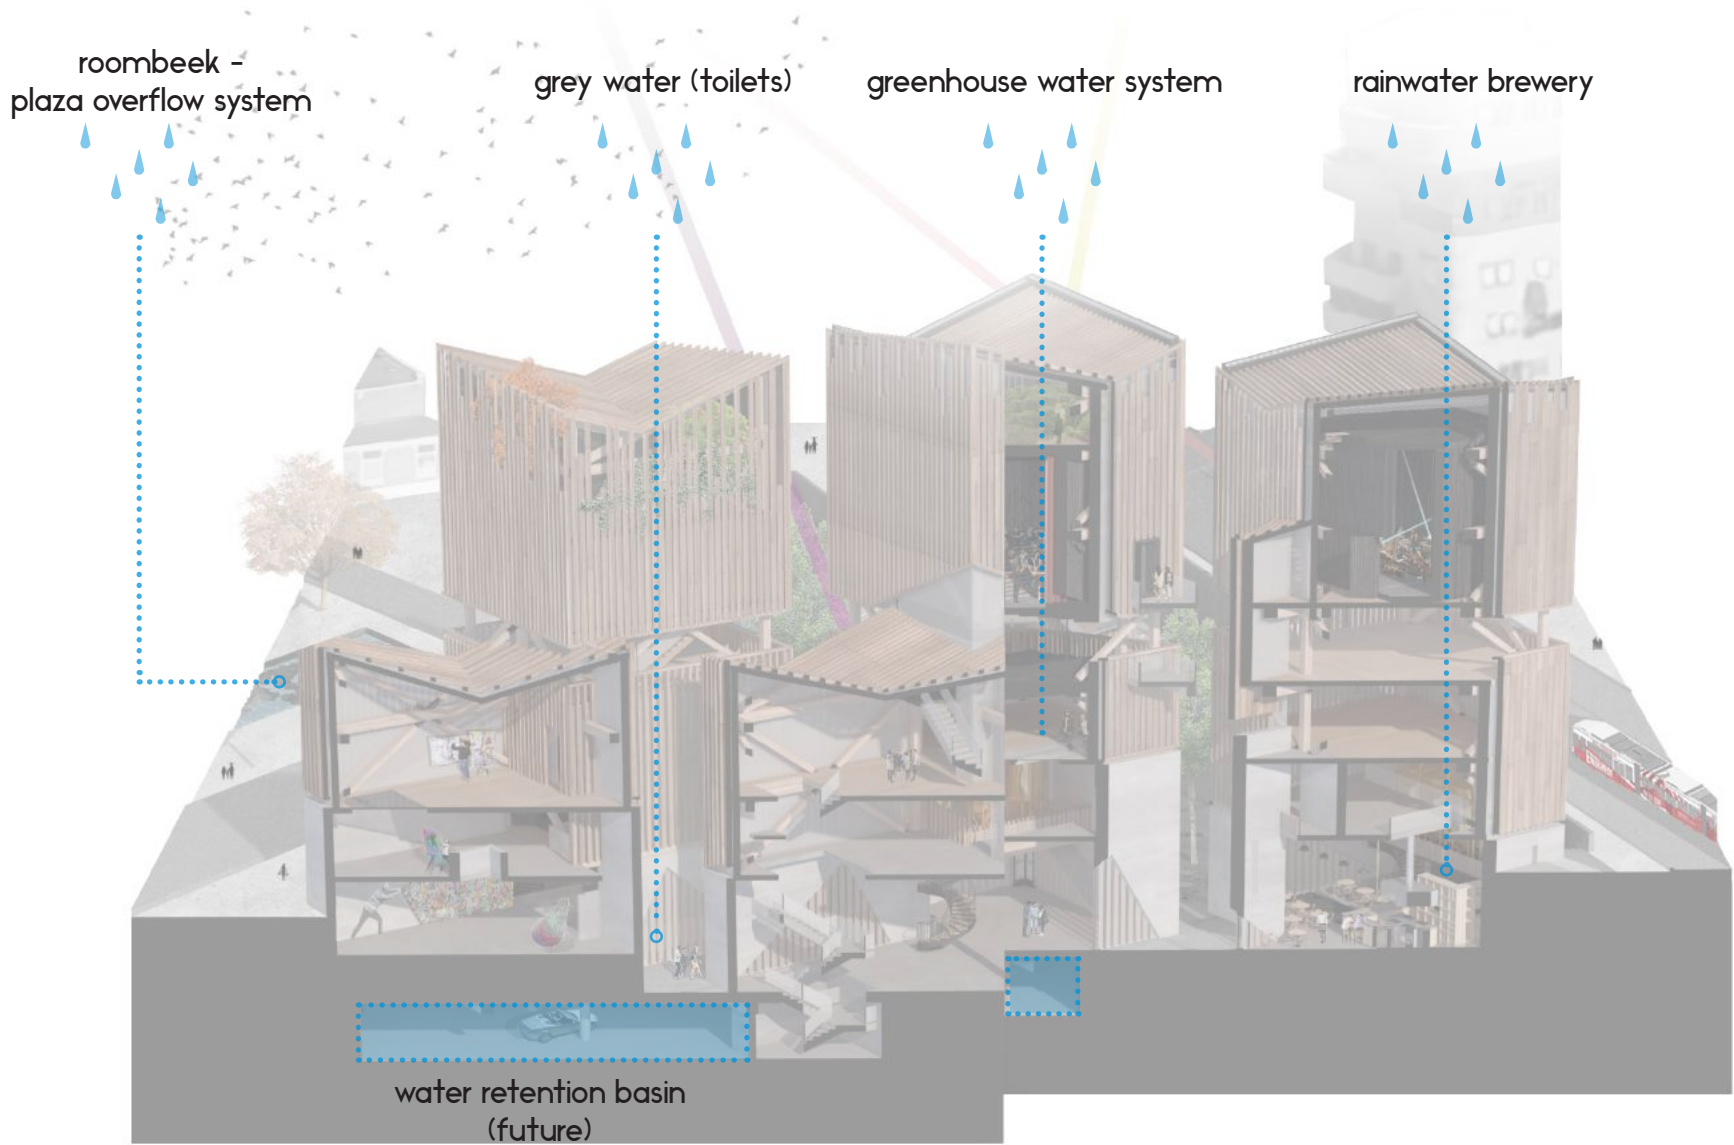 roombeek -
plaza overflow system
grey water (toilets)
greenhouse water system
rainwater brewery
water retention basin
(future)